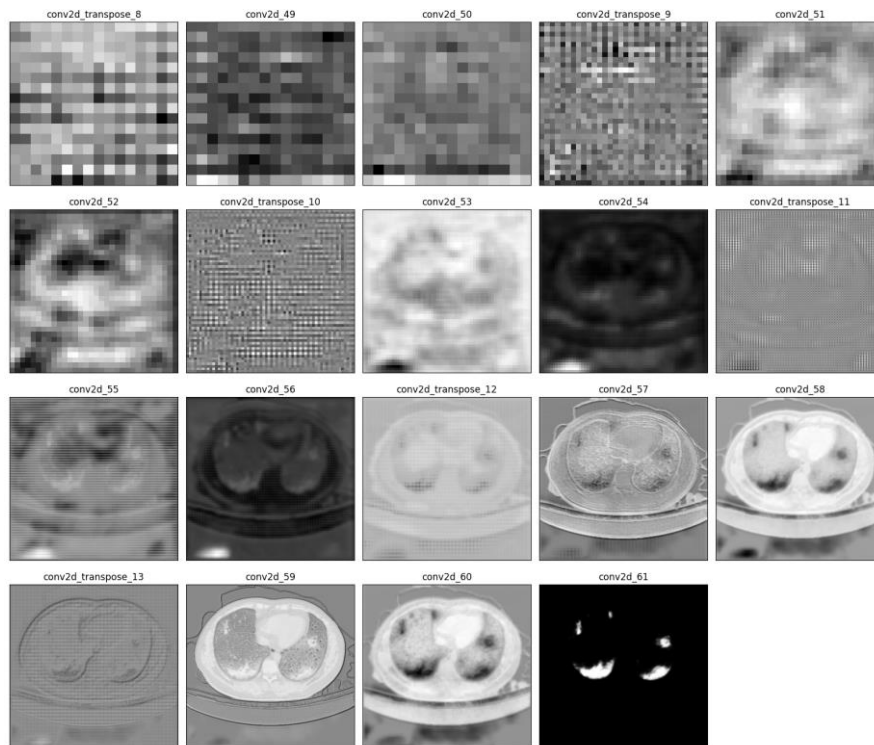 conv2d_transpose_8
conv2d_49
conv2d_50
conv2d_transpose_9
conv2d_51
conv2d_52
conv2d_transpose_10
conv2d_53
conv2d_54
conv2d_transpose_11
conv2d_55
conv2d_56
conv2d_transpose_12
conv2d_57
conv2d_58
conv2d_transpose_13
conv2d_59
conv2d_60
conv2d_61